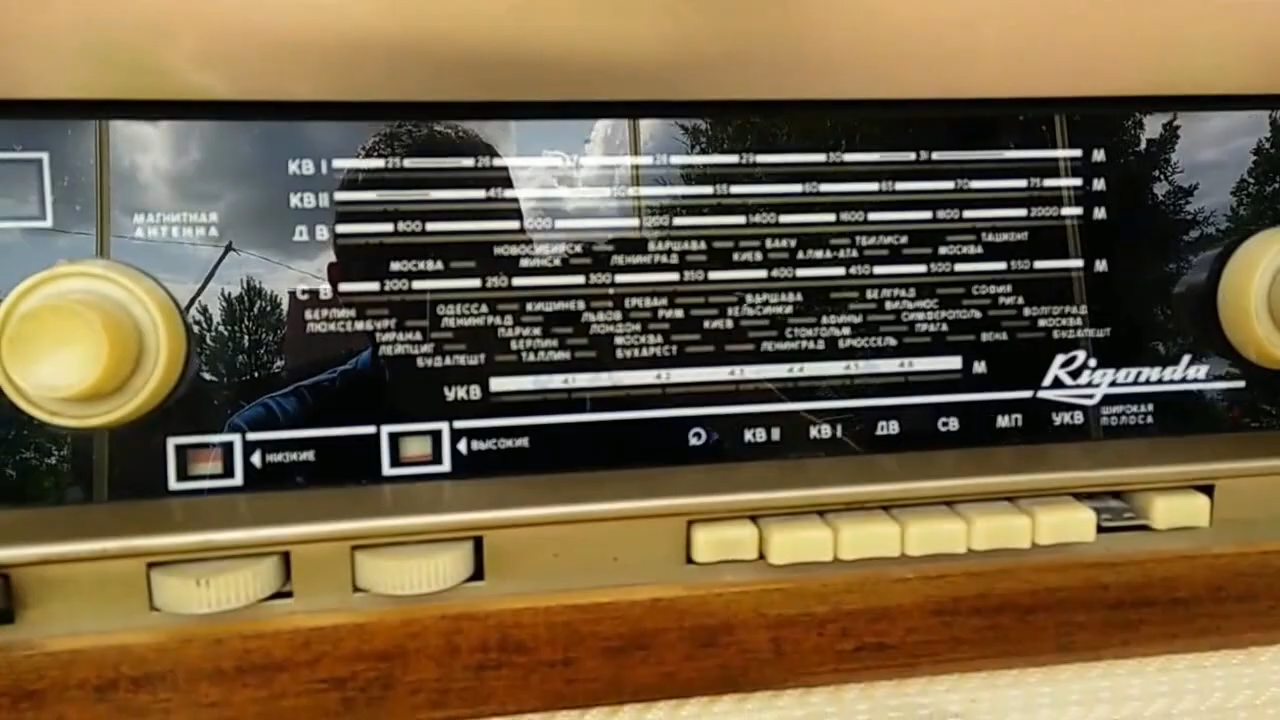 КВ I 25 26 27 28 29 30 31 М
КВ II 45 50 55 60 65 70 75 М
МАГНИТНАЯ
АНТЕННА
ДВ 800 1000 1200 1400 1600 1800 2000 М
НОВОСИБИРСК ВАРШАВА БАКУ ТБИЛИСИ ТАШКЕНТ
МОСКВА МИНСК ЛЕНИНГРАД КИЕВ АЛМА-АТА МОСКВА
СВ 200 250 300 350 400 450 500 550 М
БЕРЛИН ОДЕССА КИШИНЕВ ЕРЕВАН ВАРШАВА БЕЛГРАД СОФИЯ
ЛЮКСЕМБУРГ ЛЕНИНГРАД ЛЬВОВ РИМ ХЕЛЬСИНКИ ВИЛЬНЮС РИГА
ТИРАНА ПАРИЖ ЛОНДОН КИЕВ АФИНЫ СИМФЕРОПОЛЬ ВОЛГОГРАД
ЛЕЙПЦИГ БЕРЛИН МОСКВА СТОКГОЛЬМ ПРАГА МОСКВА
БУДАПЕШТ ТАЛЛИН БУХАРЕСТ ЛЕНИНГРАД БРЮССЕЛЬ ВЕНА БУДАПЕШТ
УКВ 4.1 4.2 4.3 4.4 4.5 4.6 М
Rigonda
НИЗКИЕ ВЫСОКИЕ КВ II КВ I ДВ СВ МП УКВ ШИРОКАЯ
ПОЛОСА